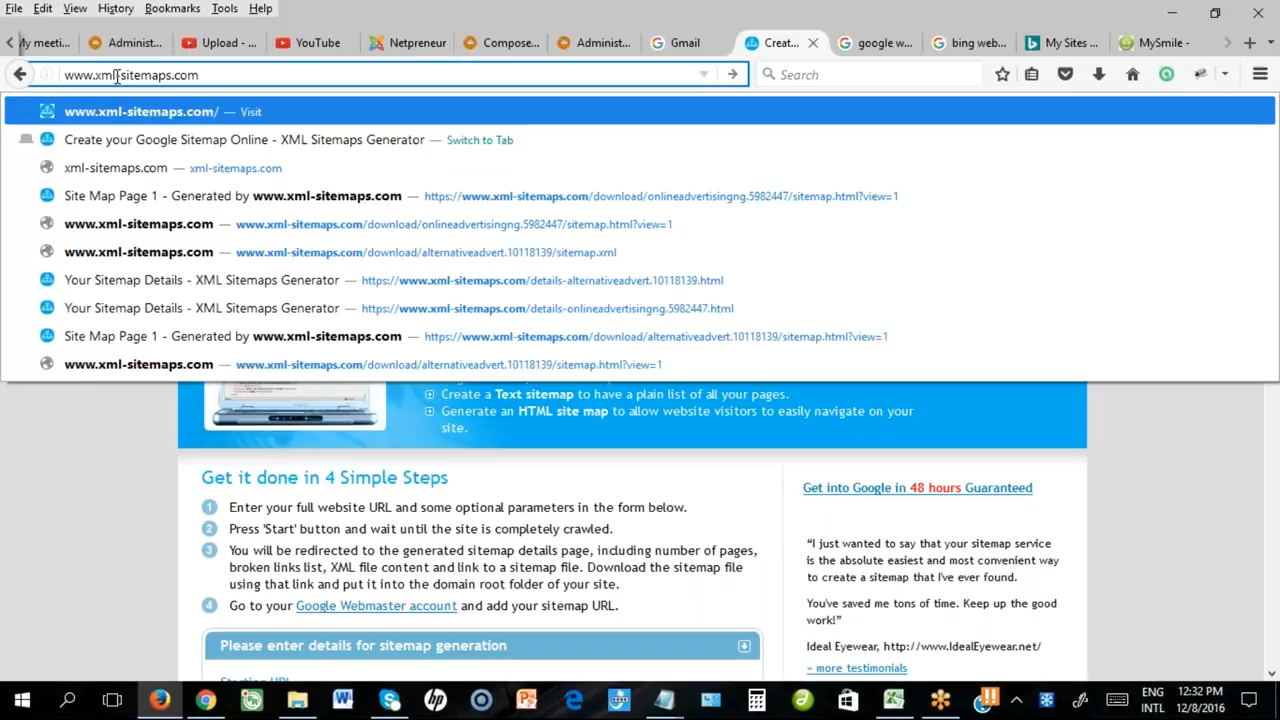 File Edit View History Bookmarks Tools Help
My meeti... Administ... Upload - ... YouTube Netpreneur Compose... Administ... Gmail Creat... google w... bing web... My Sites MySmile -
www.xml-sitemaps.com Search
www.xml-sitemaps.com/ — Visit
Create your Google Sitemap Online - XML Sitemaps Generator — Switch to Tab
xml-sitemaps.com — xml-sitemaps.com
Site Map Page 1 - Generated by www.xml-sitemaps.com — https://www.xml-sitemaps.com/download/onlineadvertisingng.5982447/sitemap.html?view=1
www.xml-sitemaps.com — www.xml-sitemaps.com/download/onlineadvertisingng.5982447/sitemap.html?view=1
www.xml-sitemaps.com — www.xml-sitemaps.com/download/alternativeadvert.10118139/sitemap.xml
Your Sitemap Details - XML Sitemaps Generator — https://www.xml-sitemaps.com/details-alternativeadvert.10118139.html
Your Sitemap Details - XML Sitemaps Generator — https://www.xml-sitemaps.com/details-onlineadvertisingng.5982447.html
Site Map Page 1 - Generated by www.xml-sitemaps.com — https://www.xml-sitemaps.com/download/alternativeadvert.10118139/sitemap.html?view=1
www.xml-sitemaps.com — www.xml-sitemaps.com/download/alternativeadvert.10118139/sitemap.html?view=1
Create a Text sitemap to have a plain list of all your pages.
Generate an HTML site map to allow website visitors to easily navigate on your
site.
Get it done in 4 Simple Steps
1 Enter your full website URL and some optional parameters in the form below.
2 Press 'Start' button and wait until the site is completely crawled.
3 You will be redirected to the generated sitemap details page, including number of pages,
broken links list, XML file content and link to a sitemap file. Download the sitemap file
using that link and put it into the domain root folder of your site.
4 Go to your Google Webmaster account and add your sitemap URL.
Please enter details for sitemap generation
Starting URL
Get into Google in 48 hours Guaranteed
“I just wanted to say that your sitemap service
is the absolute easiest and most convenient way
to create a sitemap that I've ever found.
You've saved me tons of time. Keep up the good
work!”
Ideal Eyewear, http://www.IdealEyewear.net/
» more testimonials
ENG 12:32 PM
INTL 12/8/2016